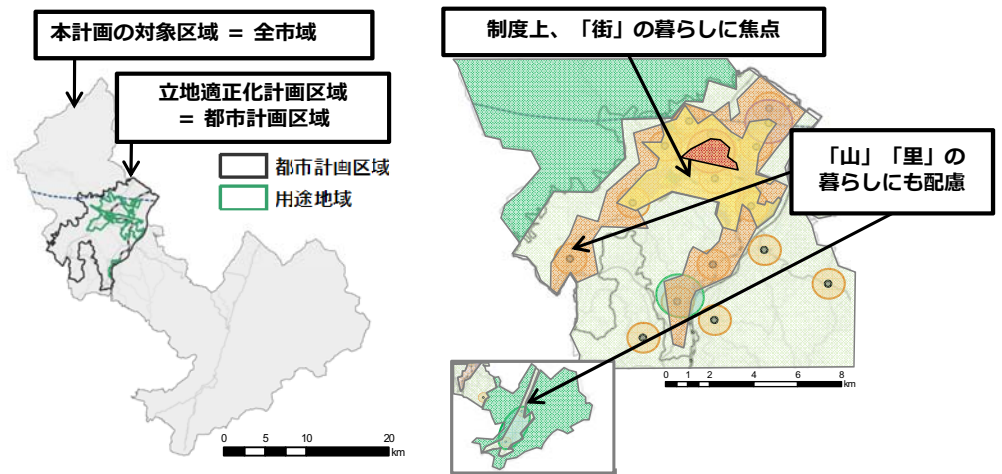 本計画の対象区域 = 全市域
立地適正化計画区域
= 都市計画区域
都市計画区域
用途地域
0 5 10 20
km
制度上、「街」の暮らしに焦点
「山」「里」の
暮らしにも配慮
0 1 2 4 6 8
km